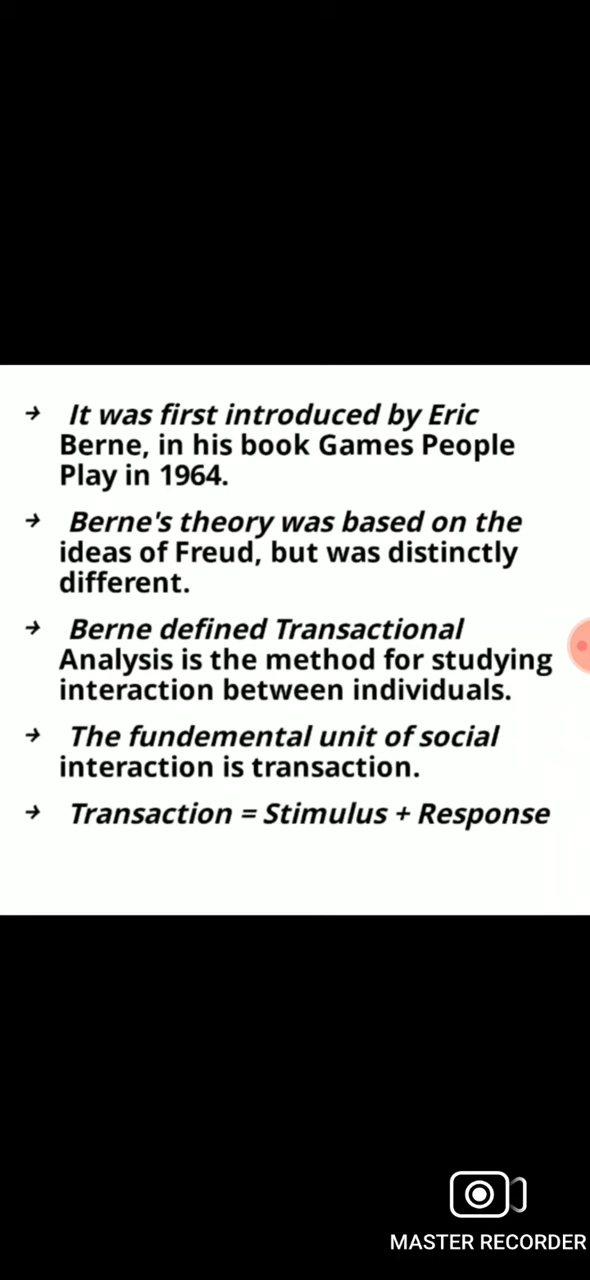 → It was first introduced by Eric
Berne, in his book Games People
Play in 1964.
→ Berne's theory was based on the
ideas of Freud, but was distinctly
different.
→ Berne defined Transactional
Analysis is the method for studying
interaction between individuals.
→ The fundemental unit of social
interaction is transaction.
→ Transaction = Stimulus + Response
MASTER RECORDER